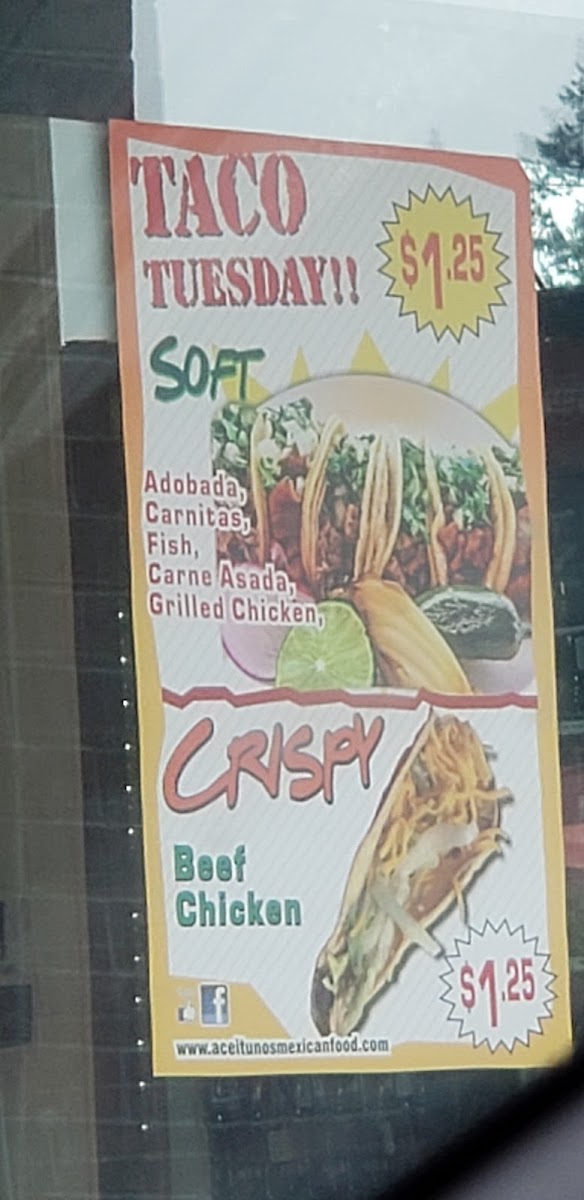 TACO
TUESDAY!!
$1.25
SOFT
Adobada,
Carnitas,
Fish,
Carne Asada,
Grilled Chicken,
CRISPY
Beef
Chicken
$1.25
f
www.aceitunosmexicanfood.com